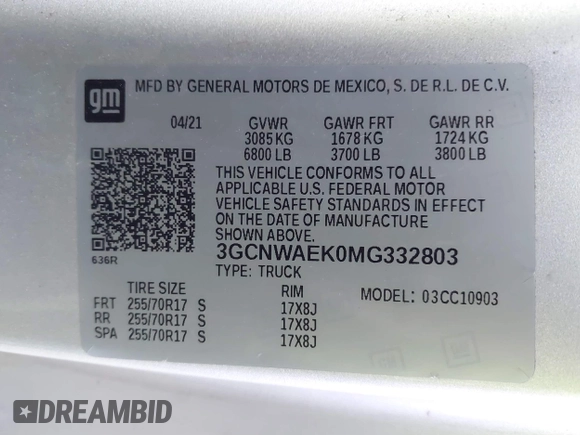 gm
MFD BY GENERAL MOTORS DE MEXICO, S. DE R.L. DE C.V.
04/21 GVWR GAWR FRT GAWR RR
3085 KG 1678 KG 1724 KG
6800 LB 3700 LB 3800 LB
THIS VEHICLE CONFORMS TO ALL
APPLICABLE U.S. FEDERAL MOTOR
VEHICLE SAFETY STANDARDS IN EFFECT
ON THE DATE OF MANUFACTURE
SHOWN ABOVE.
636R
3GCNWAEK0MG332803
TYPE: TRUCK
TIRE SIZE RIM MODEL: 03CC10903
FRT 255/70R17 S 17X8J
RR 255/70R17 S 17X8J
SPA 255/70R17 S 17X8J
DREAMBID